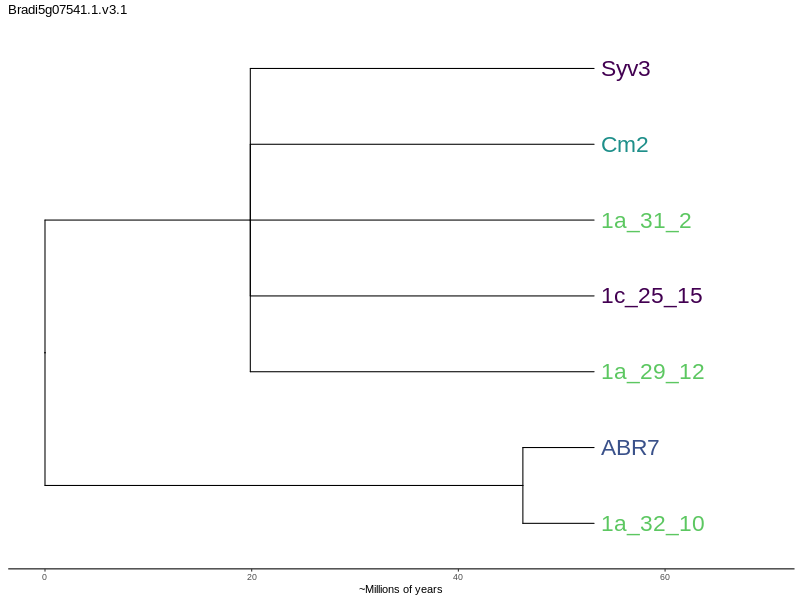 Bradi5g07541.1.v3.1
Syv3
Cm2
1a_31_2
1c_25_15
1a_29_12
ABR7
1a_32_10
0 20 40 60
~Millions of years